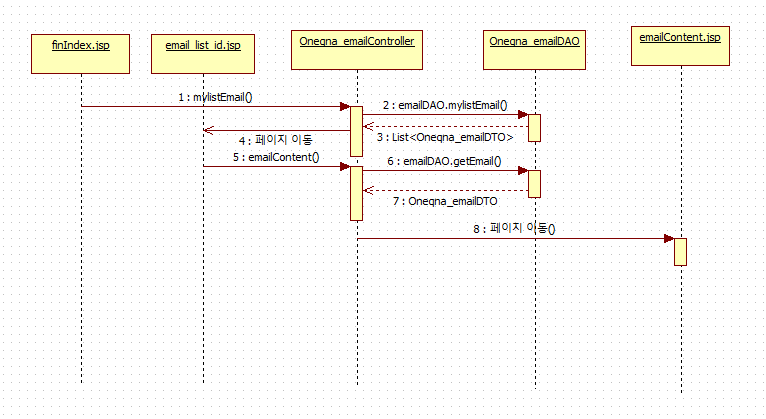 finIndex.jsp
email_list_id.jsp
Oneqna_emailController
Oneqna_emailDAO
emailContent.jsp
1 : mylistEmail()
2 : emailDAO.mylistEmail()
3 : List<Oneqna_emailDTO>
4 : 페이지 이동
5 : emailContent()
6 : emailDAO.getEmail()
7 : Oneqna_emailDTO
8 : 페이지 이동()